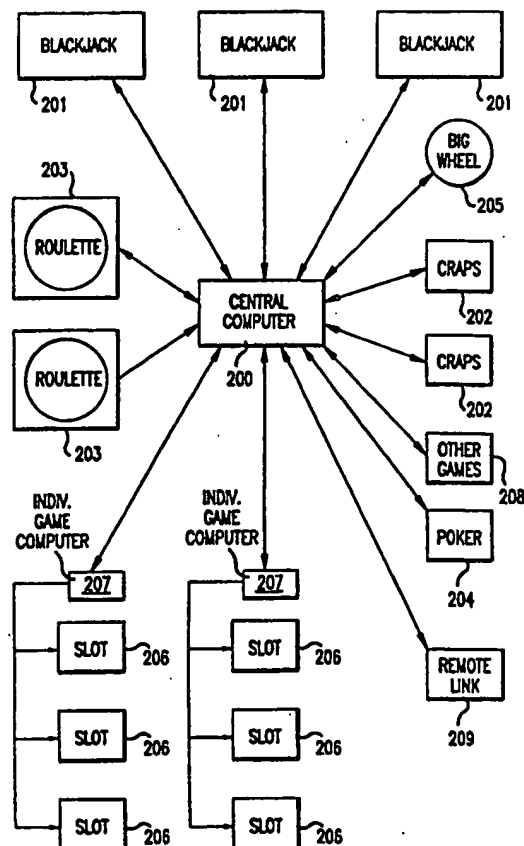 BLACKJACK
BLACKJACK
BLACKJACK
201
201
201
BIG
WHEEL
205
203
ROULETTE
CRAPS
202
CENTRAL
COMPUTER
200
CRAPS
202
ROULETTE
203
OTHER
GAMES
208
INDIV.
GAME
COMPUTER
INDIV.
GAME
COMPUTER
POKER
204
207
207
SLOT
206
SLOT
206
REMOTE
LINK
209
SLOT
206
SLOT
206
SLOT
206
SLOT
206